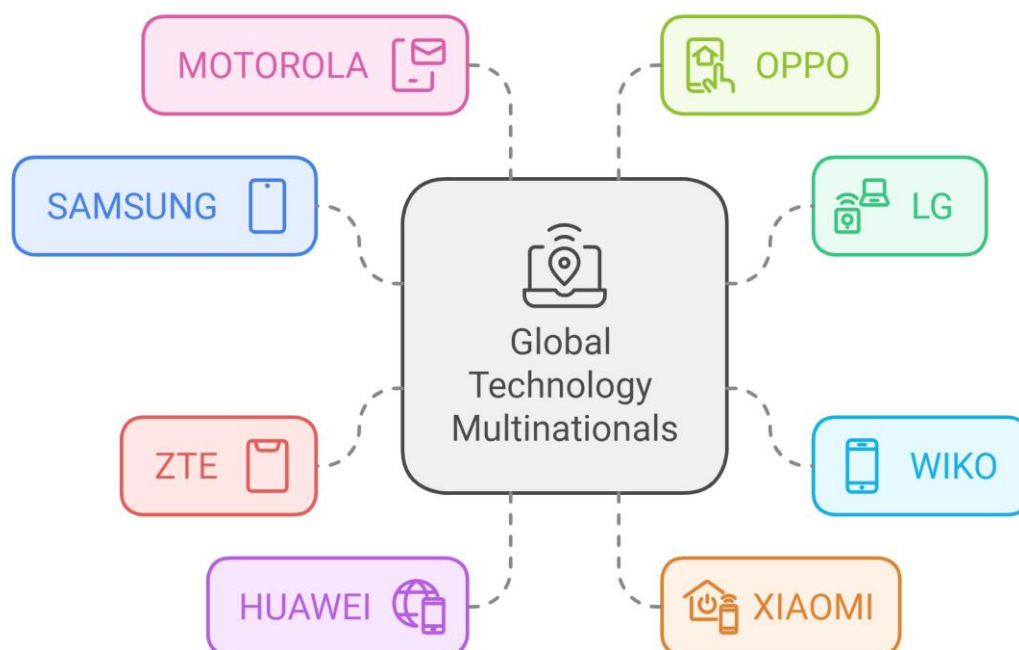 MOTOROLA
OPPO
SAMSUNG
LG
Global
Technology
Multinationals
ZTE
WIKO
HUAWEI
XIAOMI